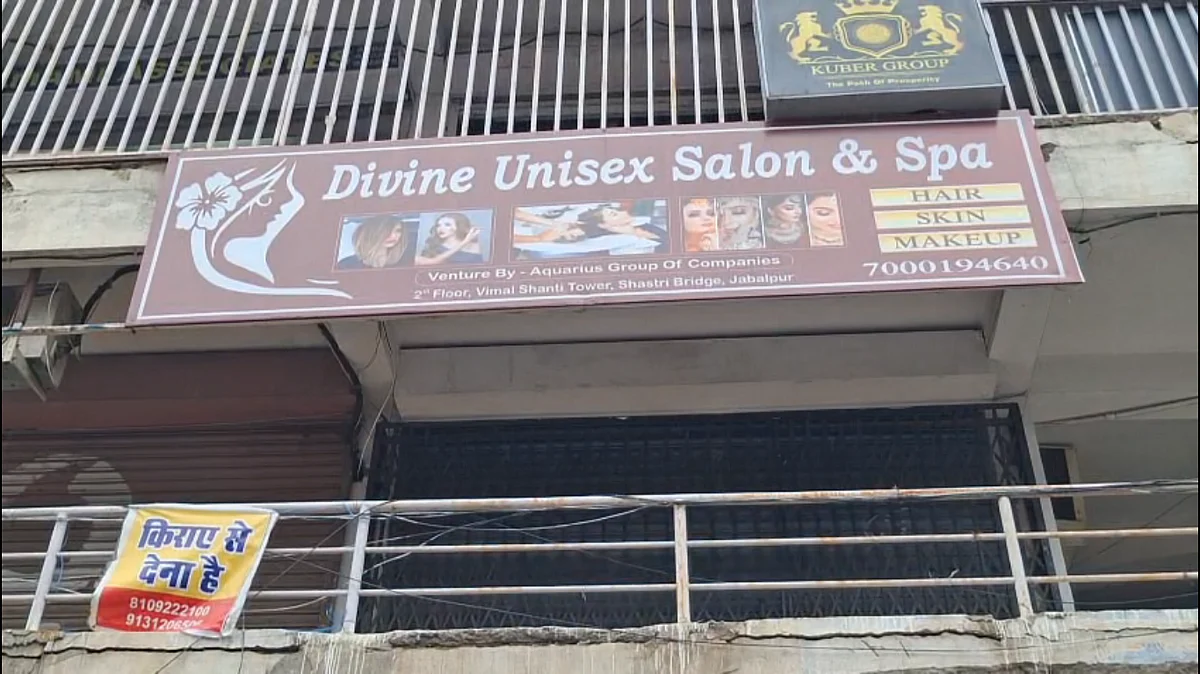 ASSOCIATES
KUBER GROUP
The Path Of Prosperity
Divine Unisex Salon & Spa
HAIR
SKIN
MAKEUP
Venture By - Aquarius Group Of Companies
7000194640
2nd Floor, Vimal Shanti Tower, Shastri Bridge, Jabalpur
किराए से
देना है
8109222100